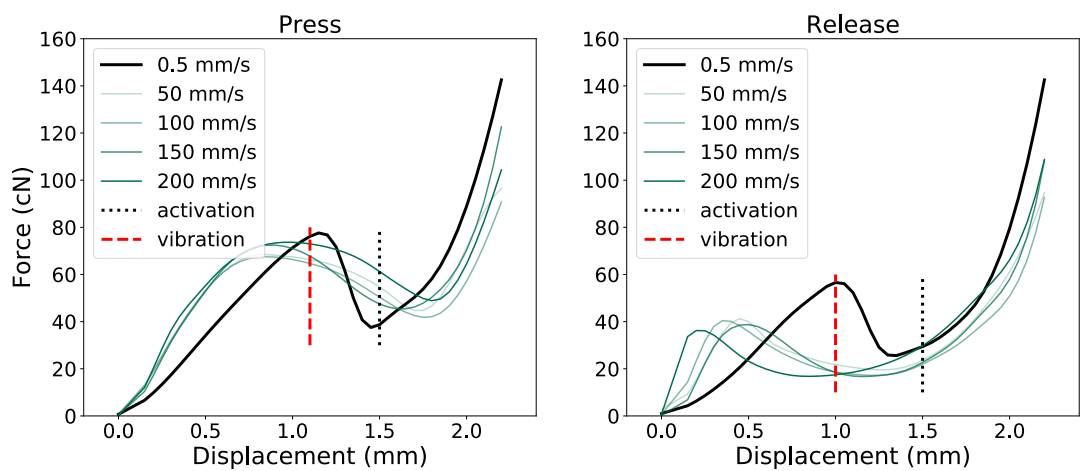 Press
160
140
120
100
80
60
40
20
0
Force (cN)
0.5 mm/s
50 mm/s
100 mm/s
150 mm/s
200 mm/s
activation
vibration
0.0
0.5
1.0
1.5
2.0
Displacement (mm)
Release
160
140
120
100
80
60
40
20
0
0.5 mm/s
50 mm/s
100 mm/s
150 mm/s
200 mm/s
activation
vibration
0.0
0.5
1.0
1.5
2.0
Displacement (mm)